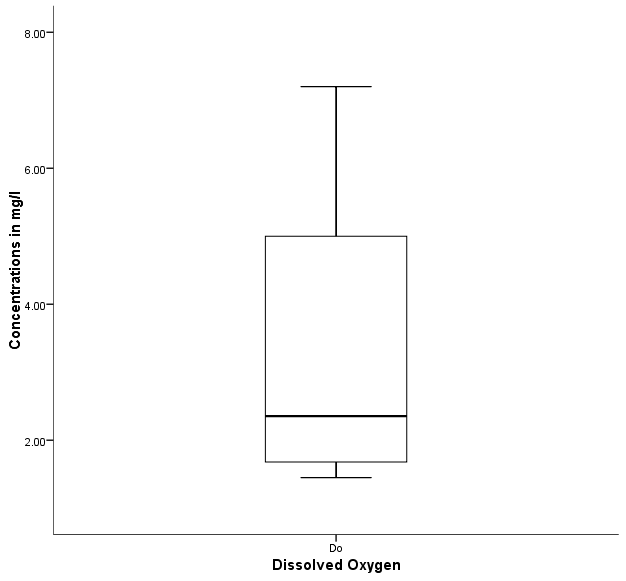 8.00
6.00
4.00
2.00
Concentrations in mg/l
Do
Dissolved Oxygen